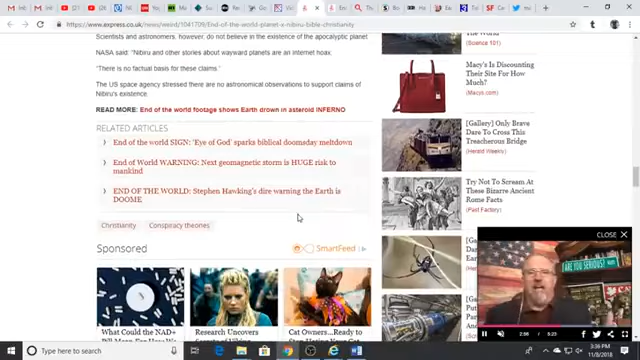 https://www.express.co.uk/news/weird/1041709/End-of-the-world-planet-x-nibiru-bible-christianity
Scientists and astronomers, however, do not believe in the existence of the apocalyptic planet.
NASA said: "Nibiru and other stories about wayward planets are an internet hoax.
"There is no factual basis for these claims."
The US space agency stressed there are no astronomical observations to support claims of
Nibiru's existence.
READ MORE: End of the world footage shows Earth drown in asteroid INFERNO
RELATED ARTICLES
End of the world SIGN: 'Eye of God' sparks biblical doomsday meltdown
End of World WARNING: Next geomagnetic storm is HUGE risk to
mankind
END OF THE WORLD: Stephen Hawking's dire warning the Earth is
DOOME
Christianity
Conspiracy theories
Sponsored
SmartFeed
What Could the NAD+
Research Uncovers
Cat Owners...Ready to
The World
(Science 101)
Macy's Is Discounting
Their Site For How
Much?
(Macys.com)
[Gallery] Only Brave
Dare To Cross This
Treacherous Bridge
(Herald Weekly)
Try Not To Scream At
These Bizarre Ancient
Rome Facts
(Past Factory)
CLOSE
ARE YOU SERIOUS?
2:56
5:23
Type here to search
3:36 PM
11/8/2018